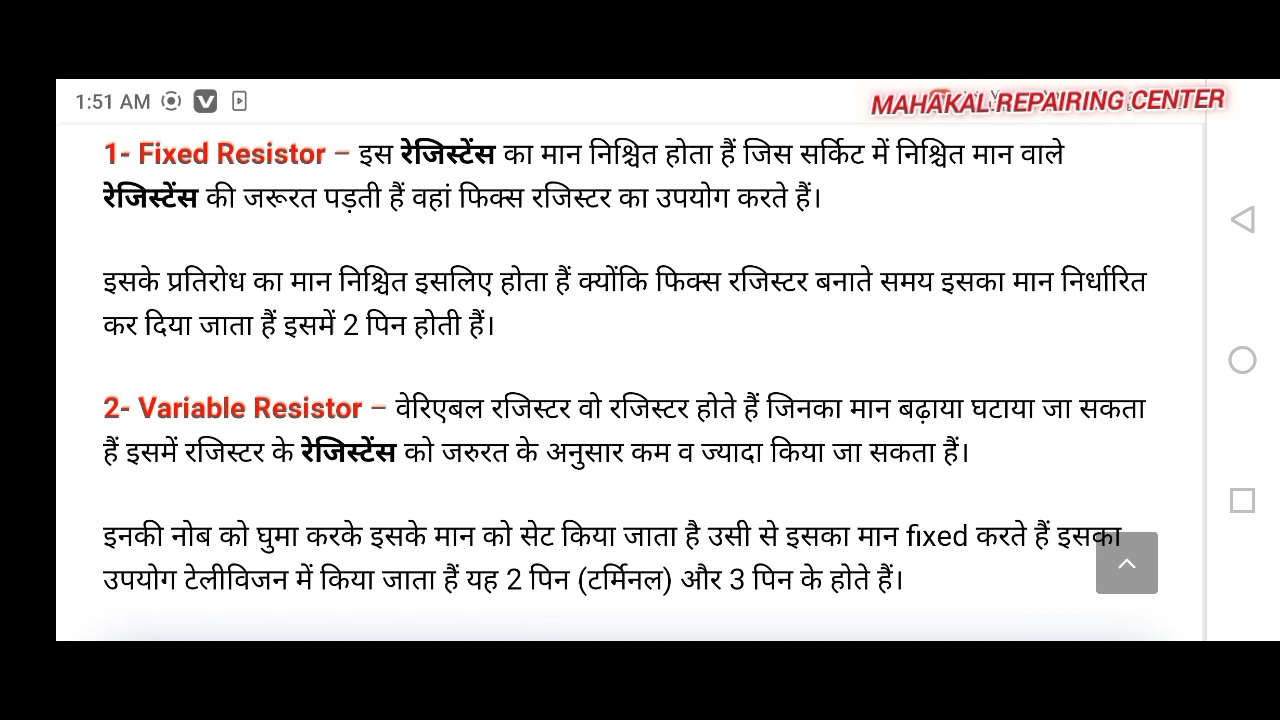 1:51 AM
MAHAKAL REPAIRING CENTER
1- Fixed Resistor – इस रेजिस्टेंस का मान निश्चित होता हैं जिस सर्किट में निश्चित मान वाले
रेजिस्टेंस की जरूरत पड़ती हैं वहां फिक्स रजिस्टर का उपयोग करते हैं।
इसके प्रतिरोध का मान निश्चित इसलिए होता हैं क्योंकि फिक्स रजिस्टर बनाते समय इसका मान निर्धारित
कर दिया जाता हैं इसमें 2 पिन होती हैं।
2- Variable Resistor – वेरिएबल रजिस्टर वो रजिस्टर होते हैं जिनका मान बढ़ाया घटाया जा सकता
हैं इसमें रजिस्टर के रेजिस्टेंस को जरुरत के अनुसार कम व ज्यादा किया जा सकता हैं।
इनकी नोब को घुमा करके इसके मान को सेट किया जाता है उसी से इसका मान fixed करते हैं इसका
उपयोग टेलीविजन में किया जाता हैं यह 2 पिन (टर्मिनल) और 3 पिन के होते हैं।